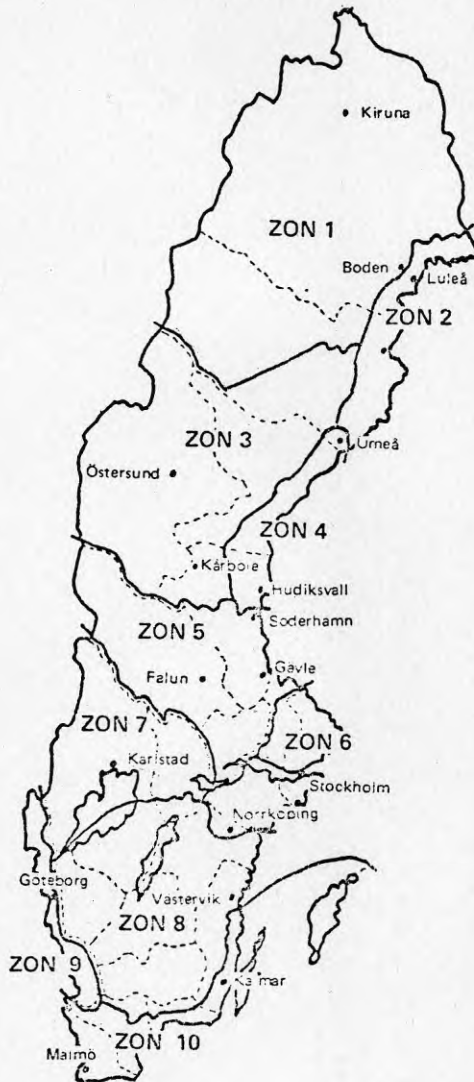 Kiruna
ZON 1
Boden
Luleå
ZON 2
ZON 3
Umeå
Östersund
ZON 4
Kårböle
Hudiksvall
Söderhamn
ZON 5
Falun
Gävle
ZON 7
ZON 6
Karlstad
Stockholm
Norrköping
Göteborg
Västervik
ZON 8
ZON 9
Kalmar
ZON 10
Malmö